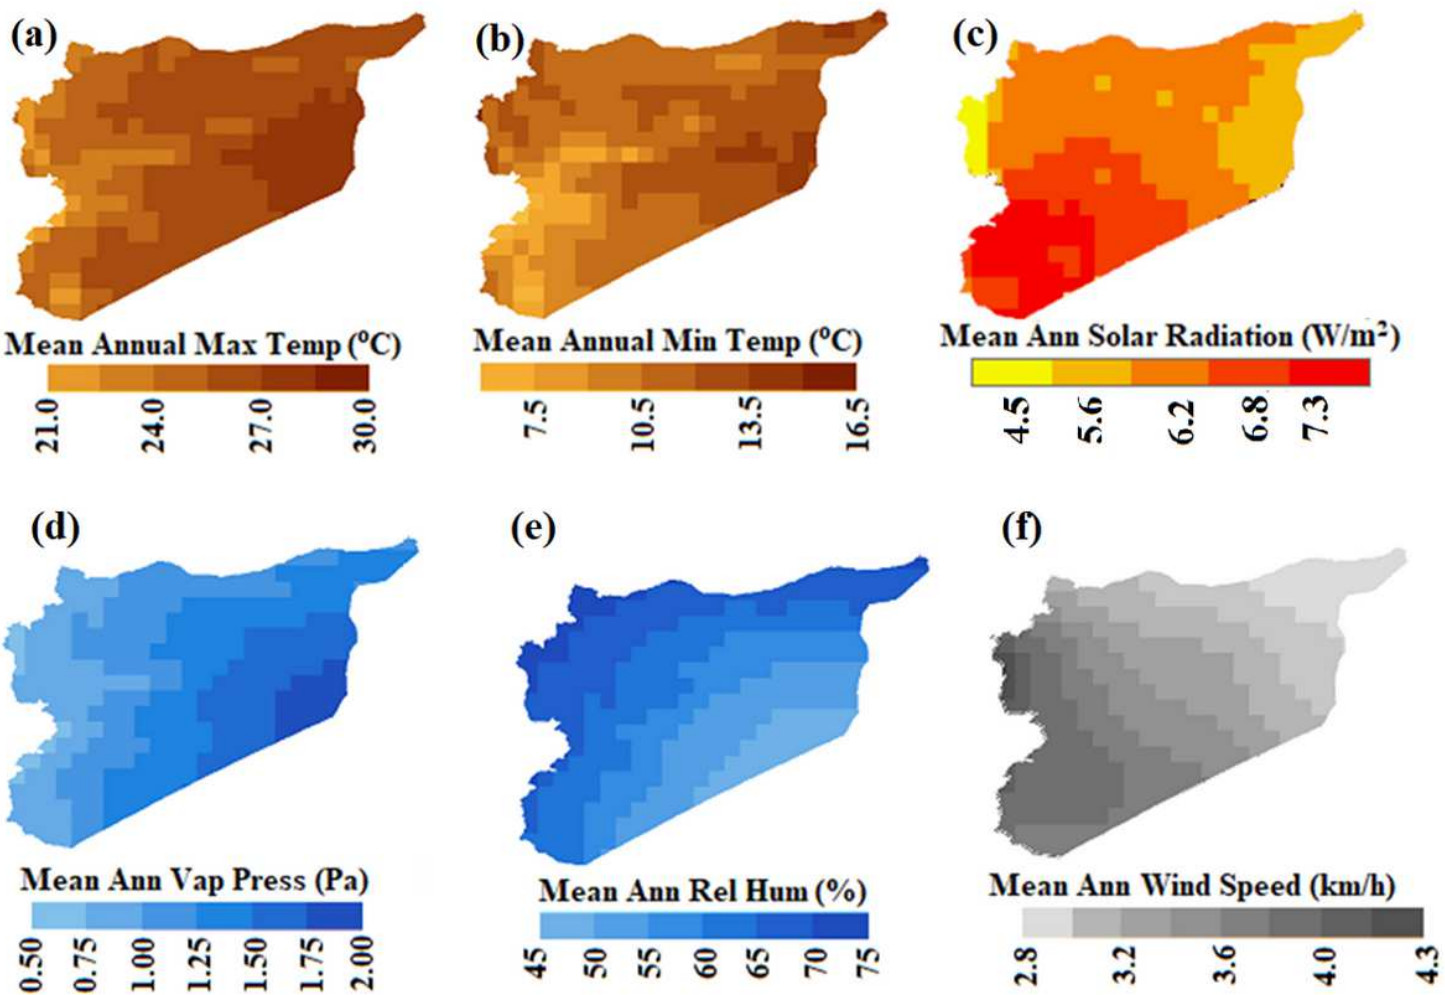 (a)
(b)
(c)
Mean Annual Max Temp (°C)
21.0 24.0 27.0 30.0
Mean Annual Min Temp (°C)
7.5 10.5 13.5 16.5
Mean Ann Solar Radiation (W/m²)
4.5 5.6 6.2 6.8 7.3
(d)
(e)
(f)
Mean Ann Vap Press (Pa)
0.50 0.75 1.00 1.25 1.50 1.75 2.00
Mean Ann Rel Hum (%)
45 50 55 60 65 70 75
Mean Ann Wind Speed (km/h)
2.8 3.2 3.6 4.0 4.3